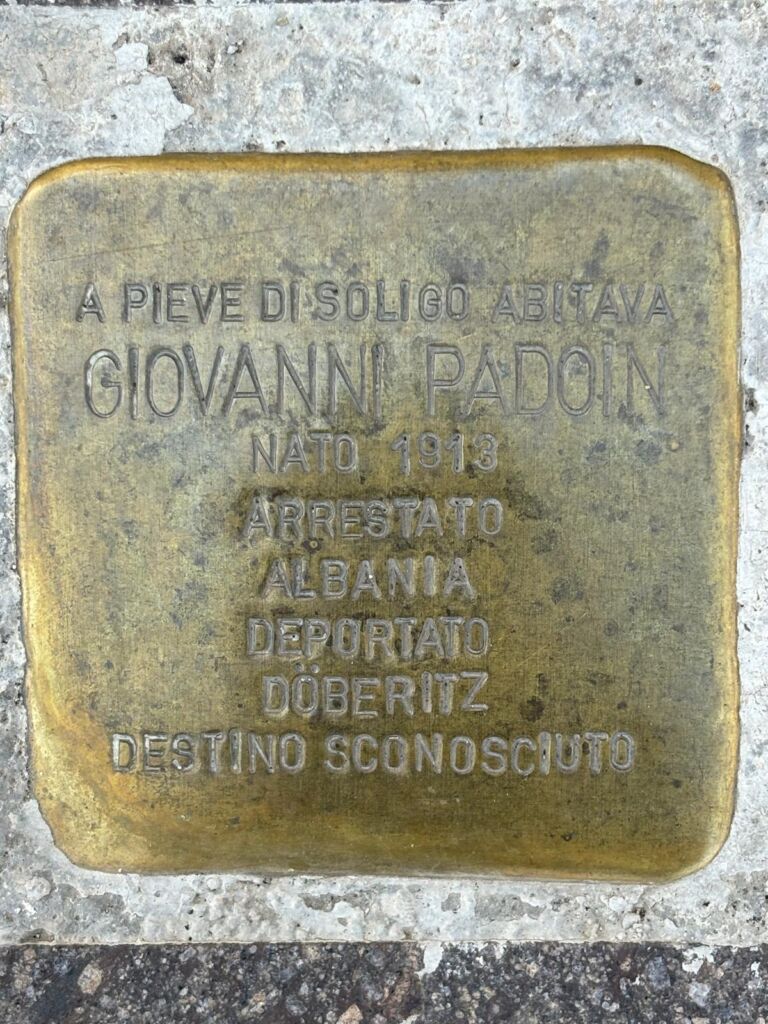 A PIEVE DI SOLIGO ABITAVA
GIOVANNI PADOIN
NATO 1913
ARRESTATO
ALBANIA
DEPORTATO
DÖBERITZ
DESTINO SCONOSCIUTO